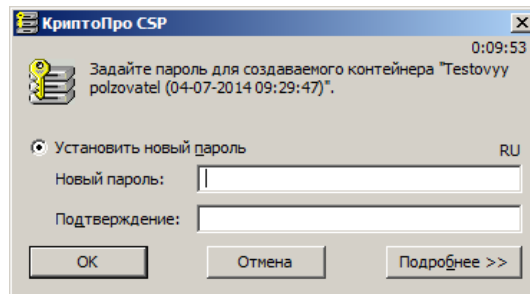 КриптоПро CSP
0:09:53
Задайте пароль для создаваемого контейнера "Testovyy
polzovatel (04-07-2014 09:29:47)".
Установить новый пароль
RU
Новый пароль:
Подтверждение:
ОК
Отмена
Подробнее >>